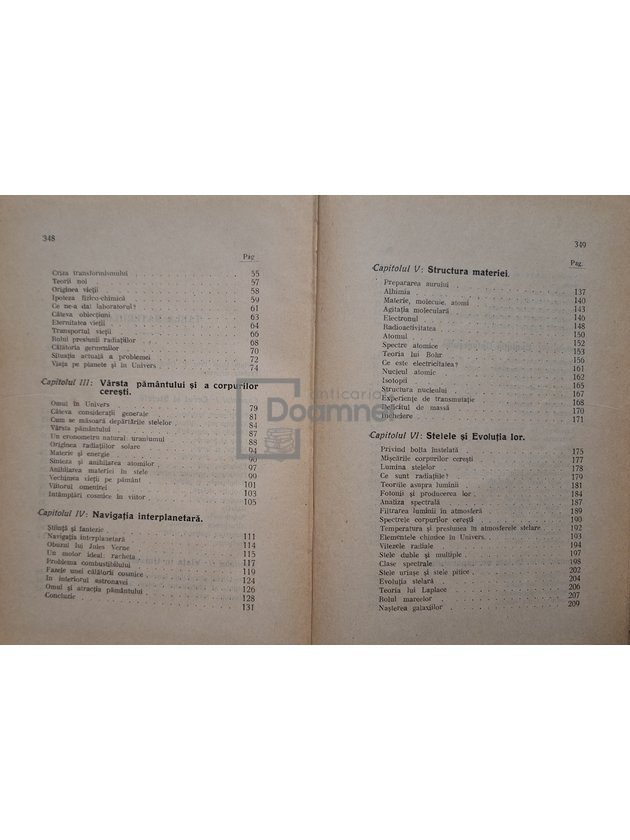 348
Pag
Criza transformismului . . . 55
Teorii noi . . . 57
Originea vieții . . . 58
Ipoteza fizico-chimică . . . 59
Ce ne-a dat laboratorul? . . . 61
Câteva obiecțiuni . . . 63
Eternitatea vieții . . . 64
Transportul vieții . . . 66
Rolul presiunii radiațiilor . . . 68
Călătoria germenilor . . . 70
Situația actuală a problemei . . . 72
Viața pe planete și în Univers . . . 74
Capitolul III: Vârsta pământului și a corpurilor
cerești.
Omul în Univers . . . 79
Câteva considerații generale . . . 81
Cum se măsoară depărtările stelelor . . . 84
Vârsta pământului . . . 87
Un cronometru natural: uraniumul . . . 88
Originea radiațiilor solare . . . 94
Materie și energie . . . 90
Sinteza și anihilarea atomilor . . . 97
Anihilarea materiei în stele . . . 99
Vechimea vieții pe pământ . . . 101
Viitorul omenirei . . . 103
Întâmplări cosmice în viitor . . . 105
Capitolul IV: Navigația interplanetară.
Știință și fantezie . . . 111
Navigația interplanetară . . . 114
Obuzul lui Jules Verne . . . 115
Un motor ideal: racheta . . . 117
Problema combustibilului . . . 119
Fazele unei călătorii cosmice . . . 124
În interiorul astronavei . . . 126
Omul și atracția pământului . . . 128
Concluzie . . . 131
349
Pag.
Capitolul V: Structura materiei.
Prepararea aurului . . . 137
Alhimia . . . 140
Materie, molecule, atomi . . . 143
Agitația moleculară . . . 146
Electronul . . . 148
Radioactivitatea . . . 150
Atomul . . . 152
Spectre atomice . . . 153
Teoria lui Bohr . . . 156
Ce este electricitatea? . . . 161
Nucleul atomic . . . 162
Isotopii . . . 165
Structura nucleului . . . 167
Experiențe de transmutație . . . 168
Deficitul de massă . . . 170
Încheiere . . . 171
Capitolul VI: Stelele și Evoluția lor.
Privind bolta înstelată . . . 175
Mișcările corpurilor cerești . . . 177
Lumina stelelor . . . 178
Ce sunt radiațiile? . . . 179
Teoriile asupra luminii . . . 181
Fotonii și producerea lor . . . 184
Analiza spectrală . . . 187
Filtrarea luminii în atmosferă . . . 189
Spectrele corpurilor cerești . . . 190
Temperatura și presiunea în atmosferele stelare . . . 192
Elementele chimice în Univers . . . 193
Vitezele radiale . . . 194
Stele duble și multiple . . . 197
Clase spectrale . . . 198
Stele uriașe și stele pitice . . . 202
Evoluția stelară . . . 204
Teoria lui Laplace . . . 206
Rolul mareelor . . . 207
Nașterea galaxiilor . . . 209
anticariat
Doamnei